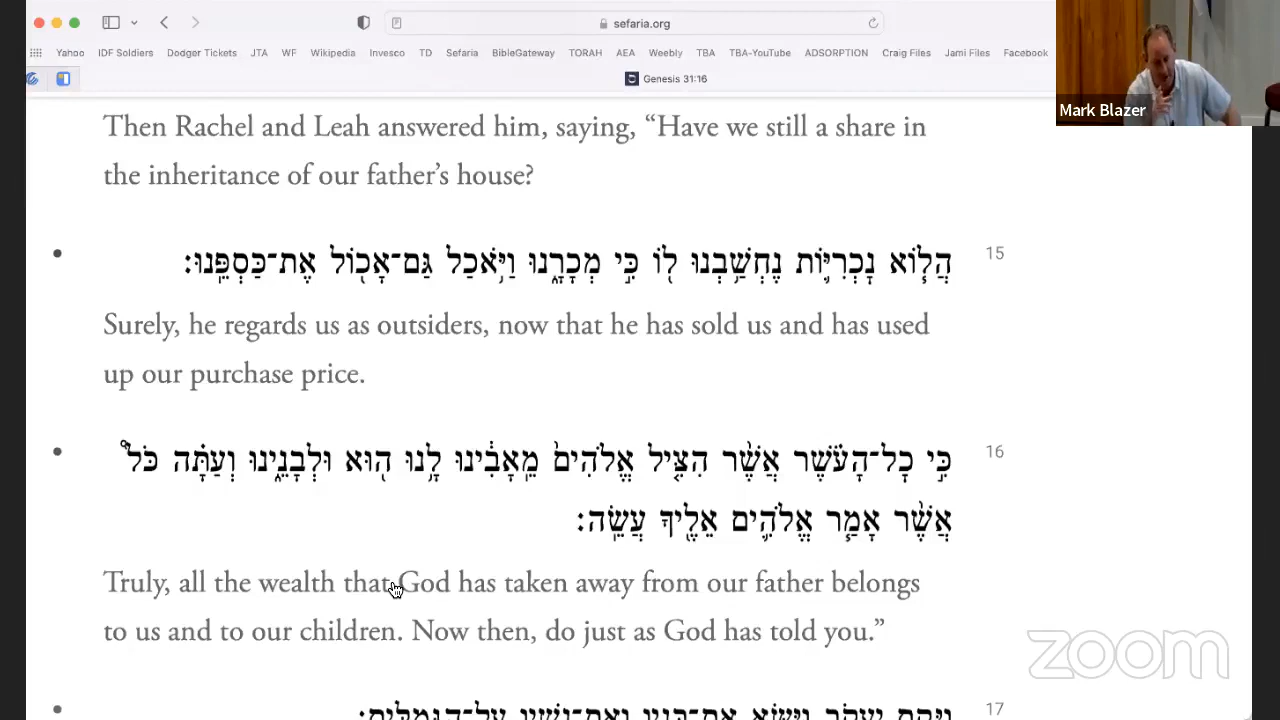 sefaria.org
Yahoo IDF Soldiers Dodger Tickets JTA WF Wikipedia Invesco TD Sefaria BibleGateway TORAH AEA Weebly TBA TBA-YouTube ADSORPTION Craig Files Jami Files Facebook
Genesis 31:16
Mark Blazer
Then Rachel and Leah answered him, saying, “Have we still a share in
the inheritance of our father’s house?
15
הֲל֧וֹא נׇכְרִיּ֛וֹת נֶחְשַׁ֥בְנוּ ל֖וֹ כִּ֣י מְכָרָ֑נוּ וַיֹּ֥אכַל גַּם־אָכ֖וֹל אֶת־כַּסְפֵּֽנוּ׃
Surely, he regards us as outsiders, now that he has sold us and has used
up our purchase price.
16
כִּ֣י כׇל־הָעֹ֗שֶׁר אֲשֶׁ֨ר הִצִּ֤יל אֱלֹהִים֙ מֵֽאָבִ֔ינוּ לָ֥נוּ ה֖וּא וּלְבָנֵ֑ינוּ וְעַתָּ֗ה כֹּל֩
אֲשֶׁ֨ר אָמַ֧ר אֱלֹהִ֛ים אֵלֶ֖יךָ עֲשֵֽׂה׃
Truly, all the wealth that God has taken away from our father belongs
to us and to our children. Now then, do just as God has told you.”
zoom
17